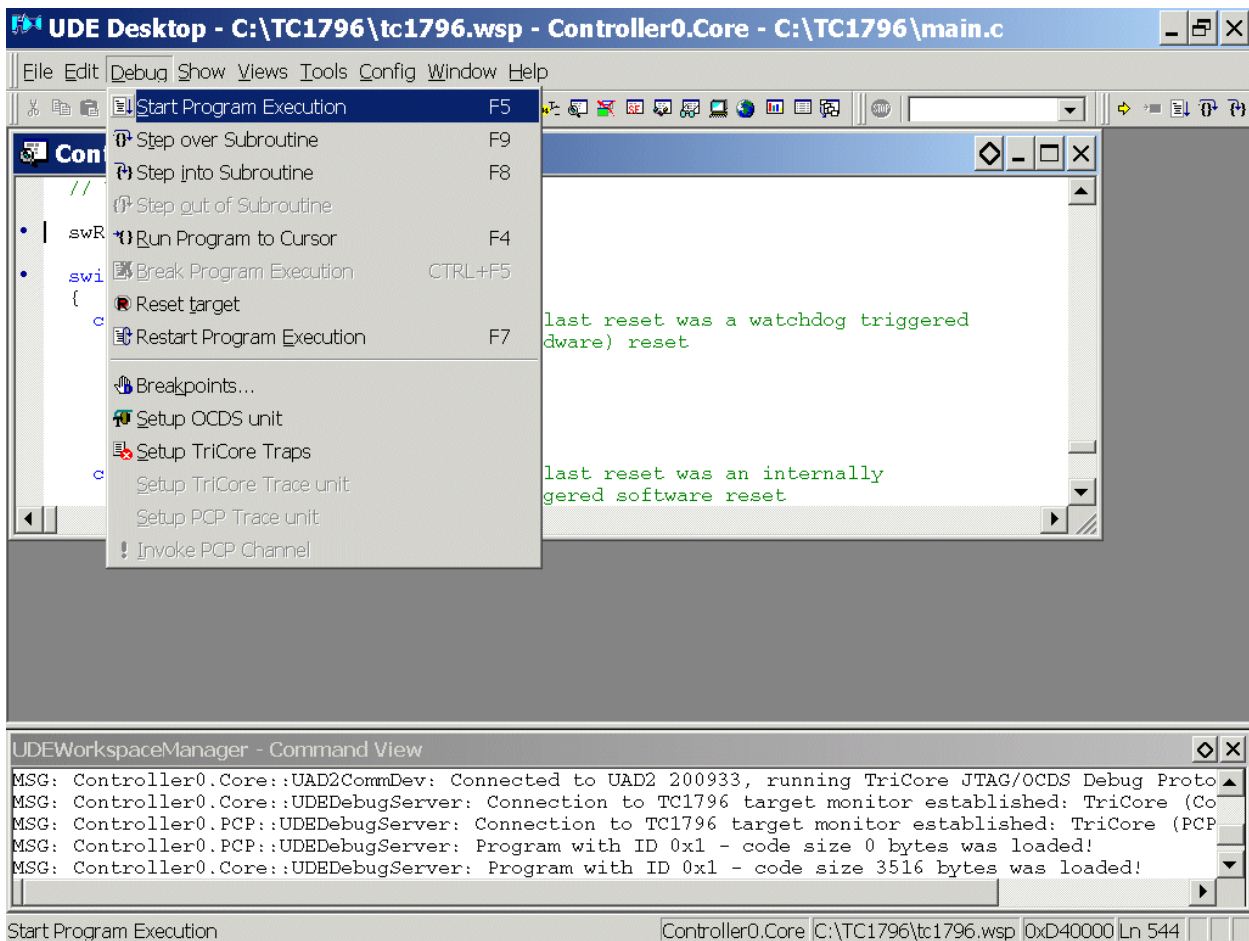 UDE Desktop - C:\TC1796\tc1796.wsp - Controller0.Core - C:\TC1796\main.c
File Edit Debug Show Views Tools Config Window Help
Start Program Execution F5
STOP
Step over Subroutine F9
Step into Subroutine F8
Step out of Subroutine
Run Program to Cursor F4
Break Program Execution CTRL+F5
Reset target
Restart Program Execution F7
Breakpoints...
Setup OCDS unit
Setup TriCore Traps
Setup TriCore Trace unit
Setup PCP Trace unit
Invoke PCP Channel
Cont
//
swR
swi
{
c last reset was a watchdog triggered
dware) reset
c last reset was an internally
gered software reset
UDEWorkspaceManager - Command View
MSG: Controller0.Core::UAD2CommDev: Connected to UAD2 200933, running TriCore JTAG/OCDS Debug Proto
MSG: Controller0.Core::UDEDebugServer: Connection to TC1796 target monitor established: TriCore (Co
MSG: Controller0.PCP::UDEDebugServer: Connection to TC1796 target monitor established: TriCore (PCP
MSG: Controller0.PCP::UDEDebugServer: Program with ID 0x1 - code size 0 bytes was loaded!
MSG: Controller0.Core::UDEDebugServer: Program with ID 0x1 - code size 3516 bytes was loaded!
Start Program Execution Controller0.Core C:\TC1796\tc1796.wsp 0xD40000 Ln 544